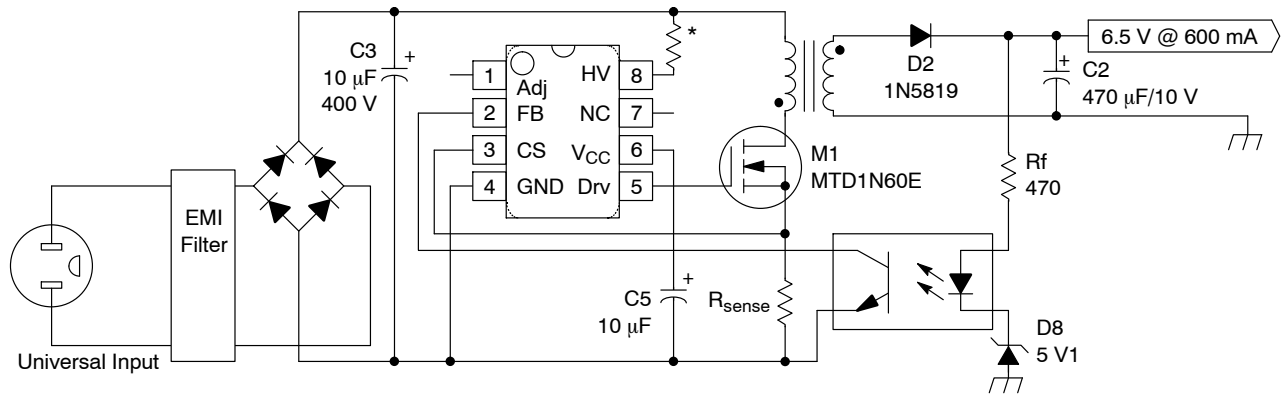 C3
10 μF
400 V
+
*
1
Adj
HV
8
2
FB
NC
7
3
CS
VCC
6
4
GND
Drv
5
M1
MTD1N60E
D2
1N5819
6.5 V @ 600 mA
+
C2
470 μF/10 V
Rf
470
EMI
Filter
Universal Input
C5
10 μF
+
Rsense
D8
5 V1